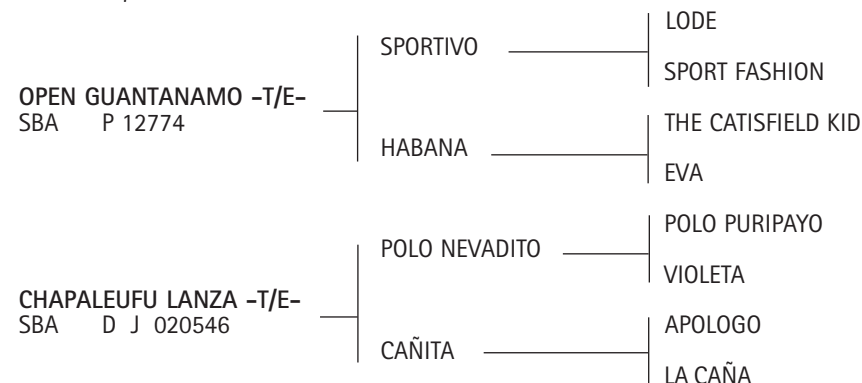 LODE
SPORTIVO
SPORT FASHION
OPEN GUANTANAMO -T/E-
SBA P 12774
THE CATISFIELD KID
HABANA
EVA
POLO PURIPAYO
POLO NEVADITO
VIOLETA
CHAPALEUFU LANZA -T/E-
SBA D J 020546
APOLOGO
CAÑITA
LA CAÑA